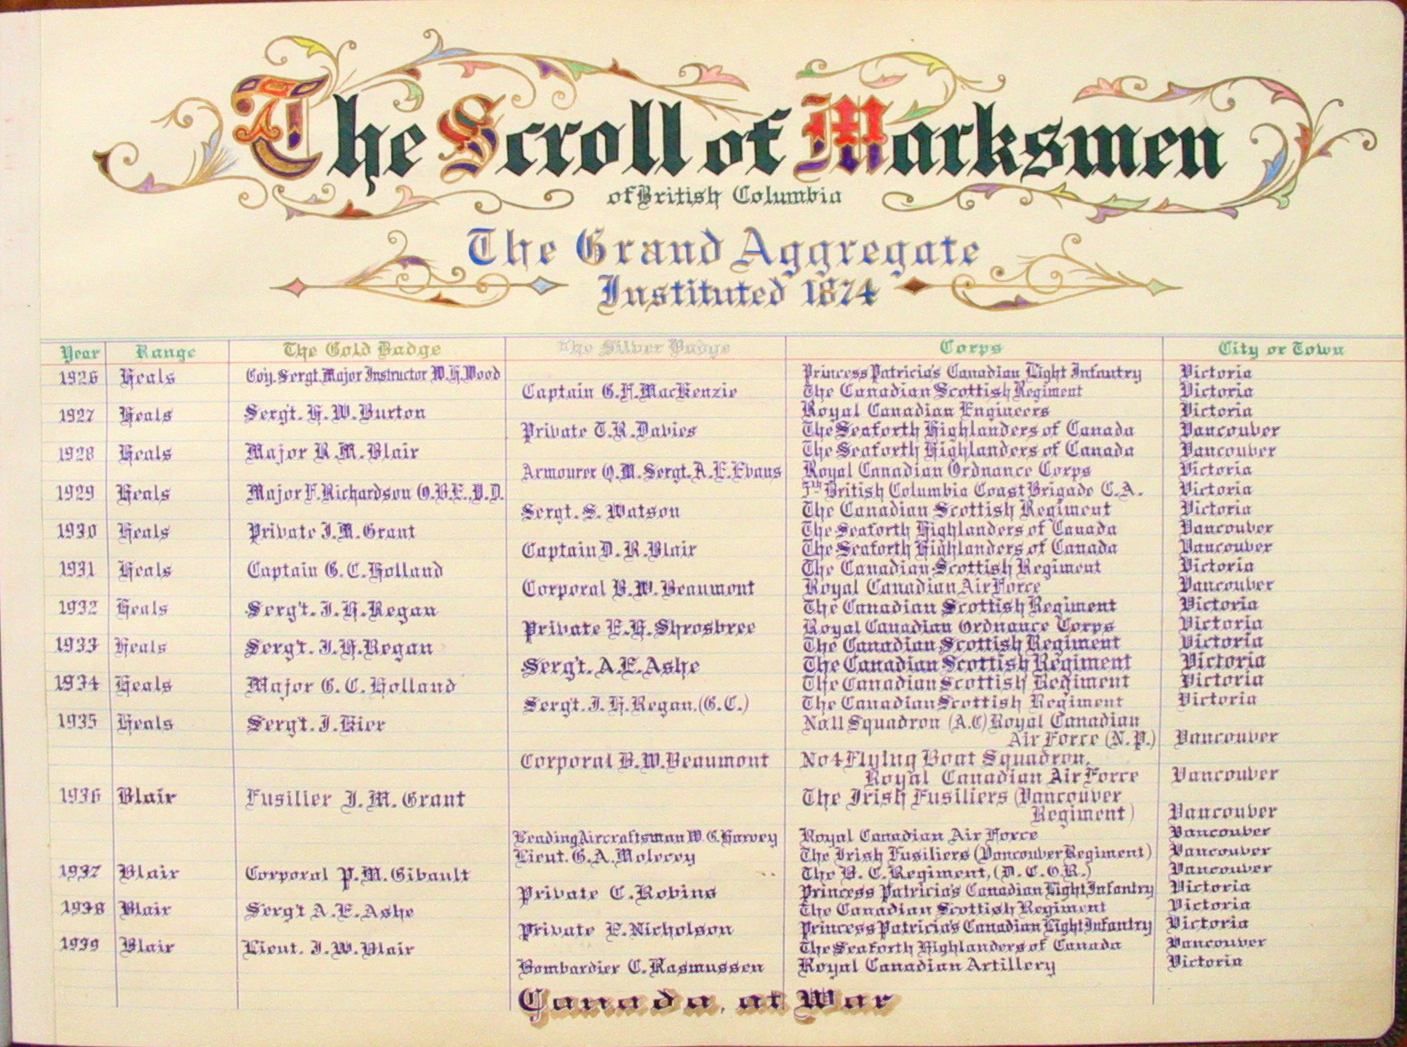 The Scroll of Marksmen
of British Columbia
The Grand Aggregate
Instituted 1874
Year Range The Gold Badge The Silver Badge Corps City or Town
1926 Heals Coy. Sergt. Major Instructor W.H. Wood Princess Patricia's Canadian Light Infantry Victoria
Captain G.H. MacKenzie The Canadian Scottish Regiment Victoria
1927 Heals Sergt. H.W. Burton Royal Canadian Engineers Victoria
Private T.R. Davies The Seaforth Highlanders of Canada Vancouver
1928 Heals Major R.M. Blair The Seaforth Highlanders of Canada Vancouver
Armourer Q.M. Sergt. A.E. Evans Royal Canadian Ordnance Corps Victoria
1929 Heals Major F. Richardson O.B.E., V.D. 5th British Columbia Coast Brigade C.A. Victoria
Sergt. S. Watson The Canadian Scottish Regiment Victoria
1930 Heals Private J.M. Grant The Seaforth Highlanders of Canada Vancouver
Captain D.R. Blair The Seaforth Highlanders of Canada Vancouver
1931 Heals Captain G.C. Holland The Canadian Scottish Regiment Victoria
Corporal B.W. Beaumont Royal Canadian Air Force Vancouver
1932 Heals Serg't. J.H. Regan The Canadian Scottish Regiment Victoria
Private E.H. Shrosbree Royal Canadian Ordnance Corps Victoria
1933 Heals Serg't. J.H. Regan The Canadian Scottish Regiment Victoria
Serg't. A.E. Ashe The Canadian Scottish Regiment Victoria
1934 Heals Major G.C. Holland The Canadian Scottish Regiment Victoria
Serg't. J.H. Regan. (G.C.) The Canadian Scottish Regiment Victoria
1935 Heals Sergt. J. Kier No.11 Squadron (A.C) Royal Canadian
Air Force (N.P.) Vancouver
Corporal B.W. Beaumont No 4 Flying Boat Squadron,
Royal Canadian Air Force Vancouver
1936 Blair Fusilier J.M. Grant The Irish Fusiliers (Vancouver
Regiment) Vancouver
Leading Aircraftsman W.G. Harvey Royal Canadian Air Force Vancouver
Lieut. G.A. The Irish Fusiliers (Vancouver Regiment) Vancouver
1937 Blair Corporal P.M. Gibault The B.C. Regiment, (D.C.O.R.) Vancouver
Private C. Robins Princess Patricia's Canadian Light Infantry Victoria
1938 Blair Serg't A.E. Ashe The Canadian Scottish Regiment Victoria
Private E. Nicholson Princess Patricia's Canadian Light Infantry Victoria
1939 Blair Lieut. J.W. Blair The Seaforth Highlanders of Canada Vancouver
Bombardier C. Rasmussen Royal Canadian Artillery Victoria
Canada, at War